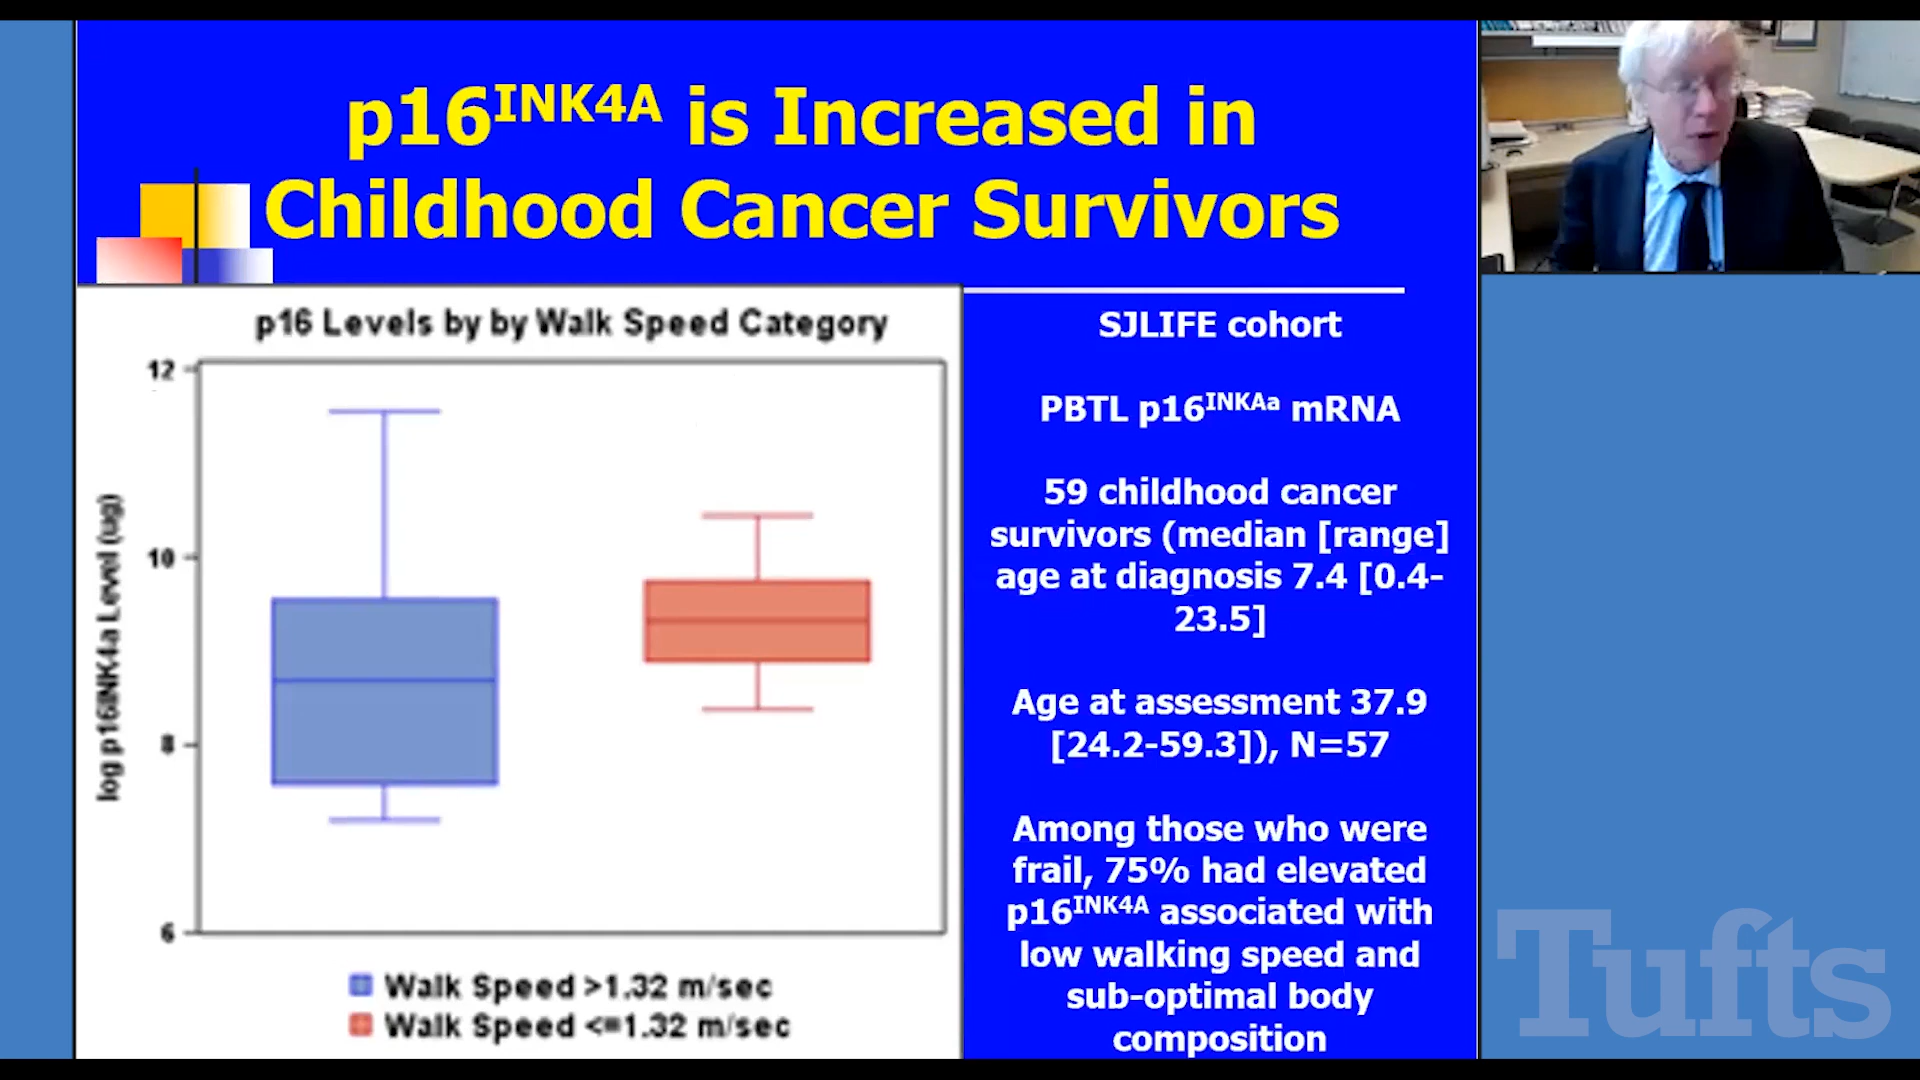 p16INK4A is Increased in
Childhood Cancer Survivors
p16 Levels by by Walk Speed Category
12
10
8
6
log p16INK4a Level (ug)
Walk Speed >1.32 m/sec
Walk Speed <=1.32 m/sec
SJLIFE cohort
PBTL p16INKAa mRNA
59 childhood cancer
survivors (median [range]
age at diagnosis 7.4 [0.4-
23.5]
Age at assessment 37.9
[24.2-59.3]), N=57
Among those who were
frail, 75% had elevated
p16INK4A associated with
low walking speed and
sub-optimal body
composition
Tufts